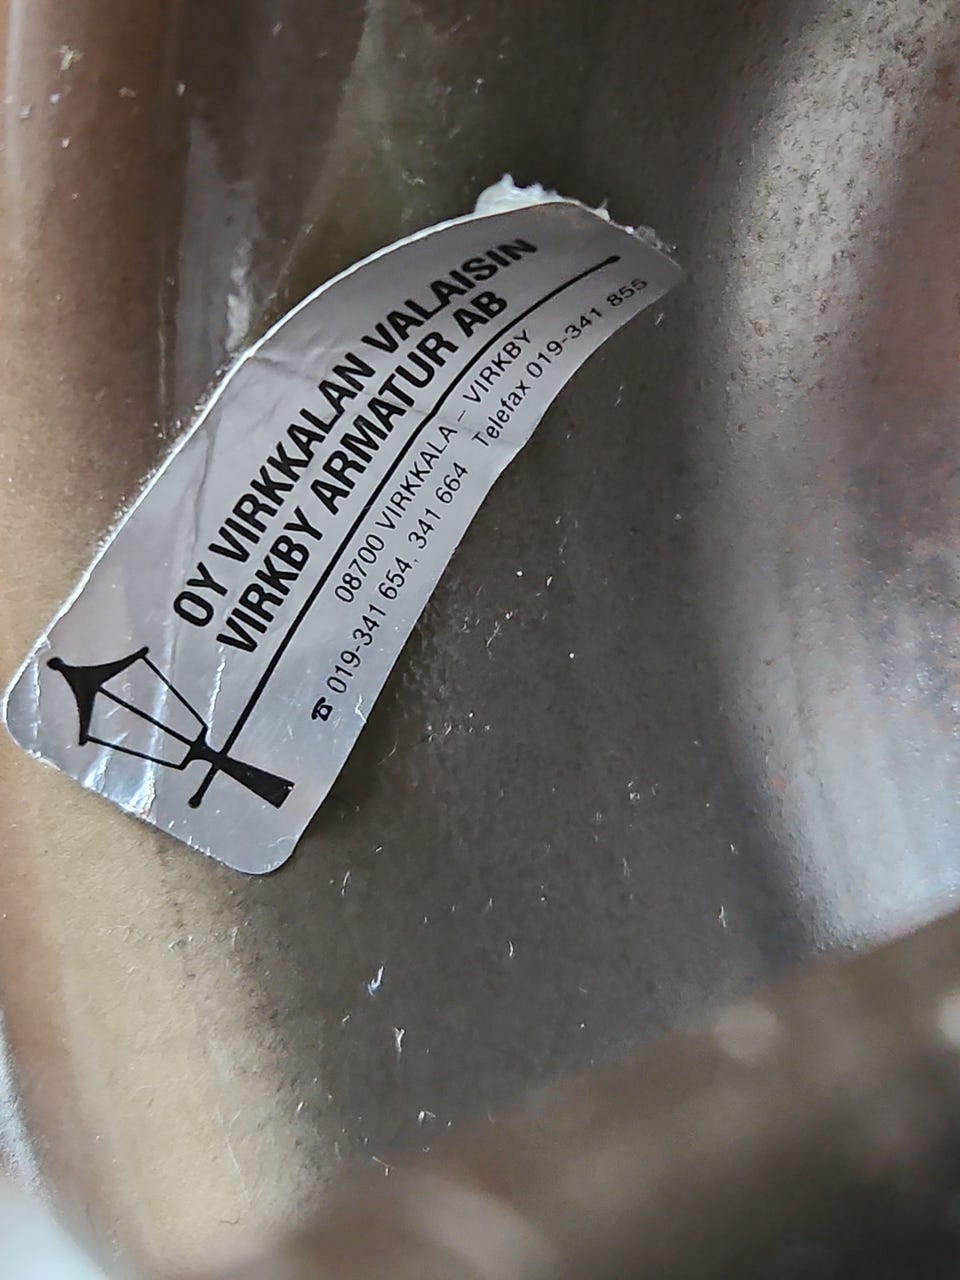 OY VIRKKALAN VALAISIN
VIRKBY ARMATUR AB
08700 VIRKKALA – VIRKBY
☎ 019-341 654, 341 664 Telefax 019-341 855